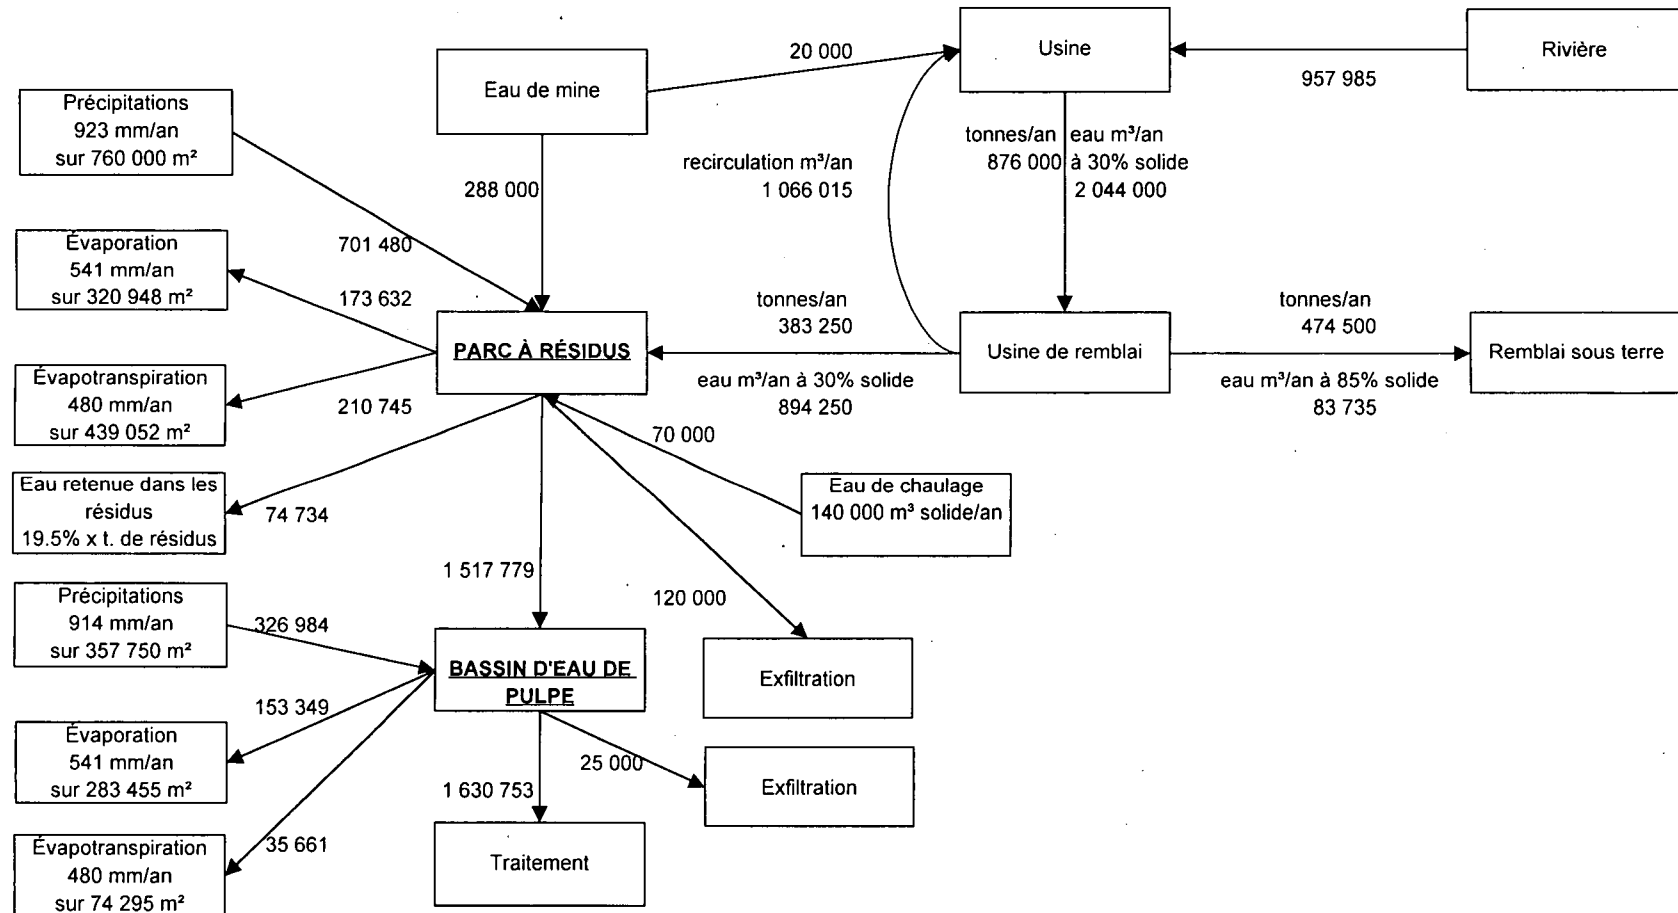 Usine
Rivière
20 000
957 985
Eau de mine
Précipitations
923 mm/an
sur 760 000 m²
tonnes/an
876 000
eau m³/an
à 30% solide
2 044 000
recirculation m³/an
1 066 015
288 000
701 480
Évaporation
541 mm/an
sur 320 948 m²
173 632
tonnes/an
383 250
tonnes/an
474 500
PARC À RÉSIDUS
Usine de remblai
Remblai sous terre
eau m³/an à 30% solide
894 250
eau m³/an à 85% solide
83 735
Évapotranspiration
480 mm/an
sur 439 052 m²
210 745
70 000
Eau retenue dans les
résidus
19.5% x t. de résidus
74 734
Eau de chaulage
140 000 m³ solide/an
1 517 779
120 000
Précipitations
914 mm/an
sur 357 750 m²
326 984
BASSIN D'EAU DE
PULPE
Exfiltration
153 349
Évaporation
541 mm/an
sur 283 455 m²
25 000
Exfiltration
1 630 753
35 661
Évapotranspiration
480 mm/an
sur 74 295 m²
Traitement